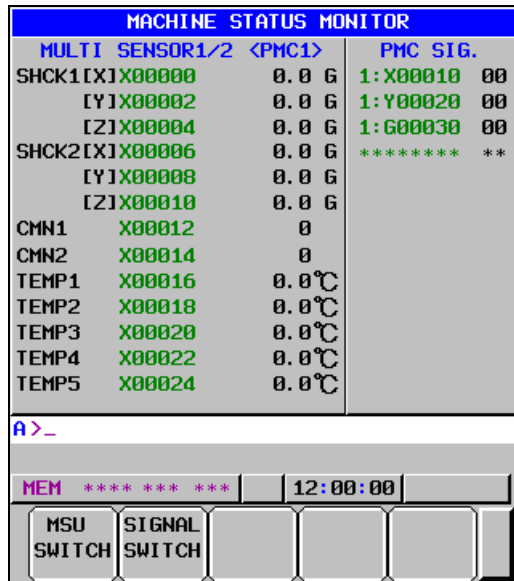 MACHINE STATUS MONITOR
MULTI SENSOR1/2 <PMC1> PMC SIG.
SHCK1[X]X00000 0.0 G 1:X00010 00
[Y]X00002 0.0 G 1:Y00020 00
[Z]X00004 0.0 G 1:G00030 00
SHCK2[X]X00006 0.0 G ******** **
[Y]X00008 0.0 G
[Z]X00010 0.0 G
CMN1 X00012 0
CMN2 X00014 0
TEMP1 X00016 0.0℃
TEMP2 X00018 0.0℃
TEMP3 X00020 0.0℃
TEMP4 X00022 0.0℃
TEMP5 X00024 0.0℃
A>_
MEM **** *** *** 12:00:00
MSU SIGNAL
SWITCH SWITCH